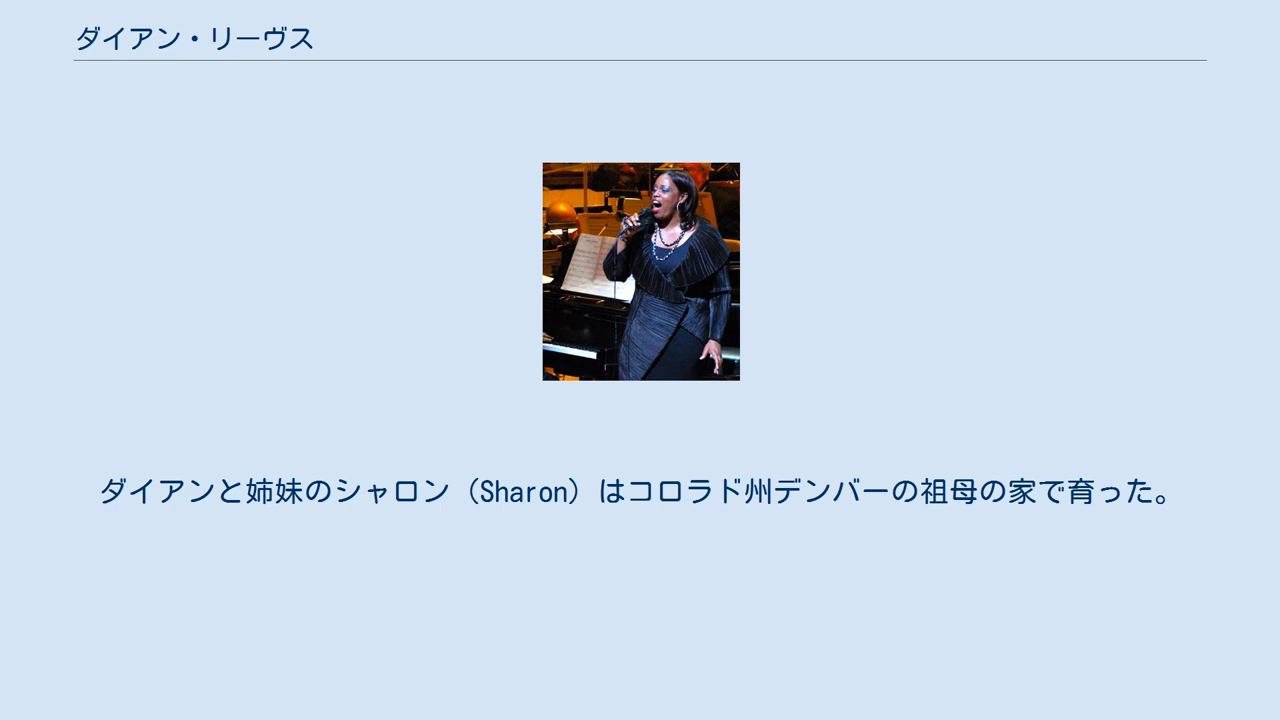 ダイアン・リーヴス
ダイアンと姉妹のシャロン（Sharon）はコロラド州デンバーの祖母の家で育った。